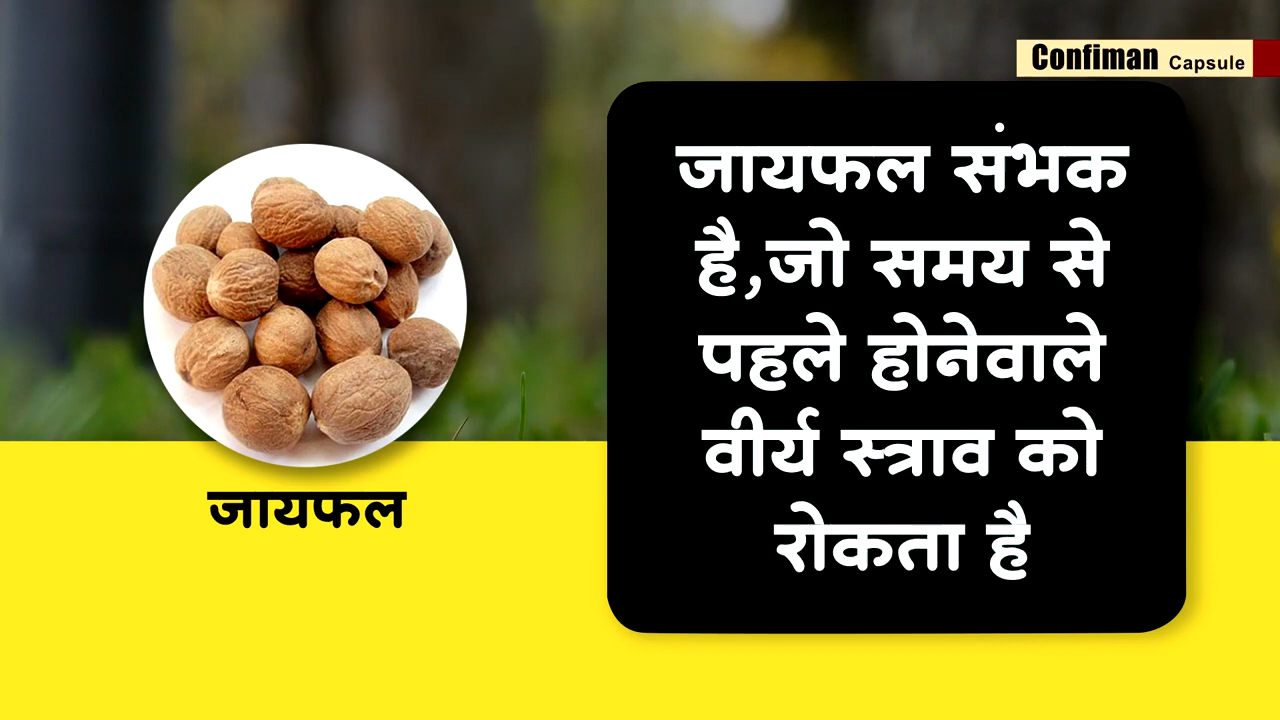 Confiman Capsule
जायफल संभक
है,जो समय से
पहले होनेवाले
वीर्य स्त्राव को
रोकता है
जायफल